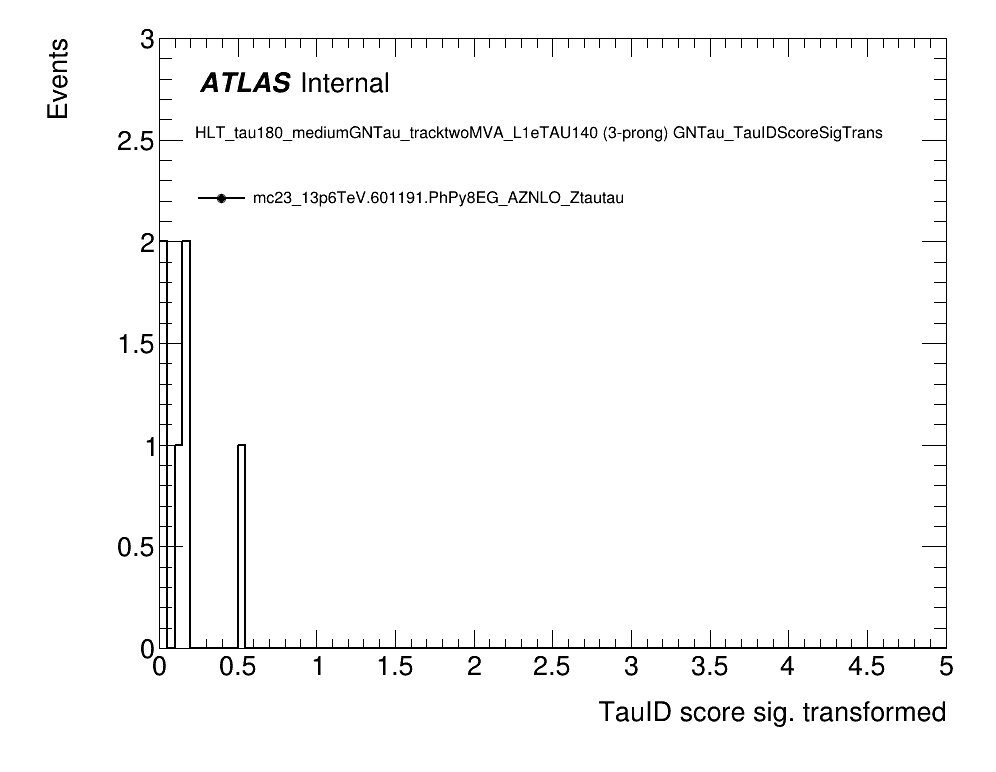 Events
3
ATLAS Internal
HLT_tau180_mediumGNTau_tracktwoMVA_L1eTAU140 (3-prong) GNTau_TauIDScoreSigTrans
2.5
mc23_13p6TeV.601191.PhPy8EG_AZNLO_Ztautau
2
1.5
1
0.5
0
0 0.5 1 1.5 2 2.5 3 3.5 4 4.5 5
TauID score sig. transformed